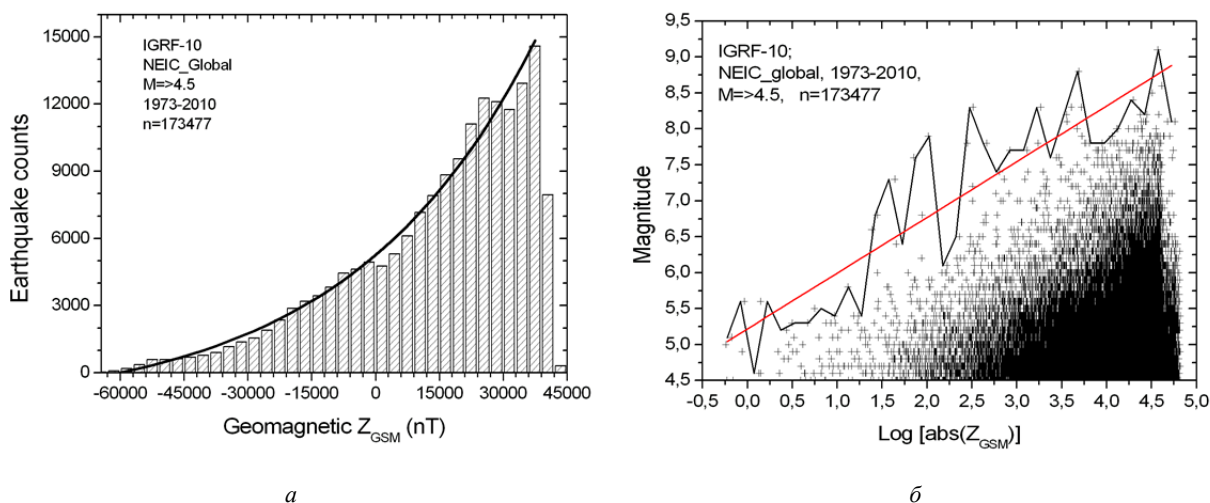 15000
12000
9000
6000
3000
0
Earthquake counts
IGRF-10
NEIC_Global
M=>4.5
1973-2010
n=173477
-60000 -45000 -30000 -15000 0 15000 30000 45000
Geomagnetic Z_GSM (nT)
а
9,5
9,0
8,5
8,0
7,5
7,0
6,5
6,0
5,5
5,0
4,5
Magnitude
IGRF-10;
NEIC_global, 1973-2010,
M=>4.5, n=173477
-0,5 0,0 0,5 1,0 1,5 2,0 2,5 3,0 3,5 4,0 4,5 5,0
Log [abs(Z_GSM)]
б